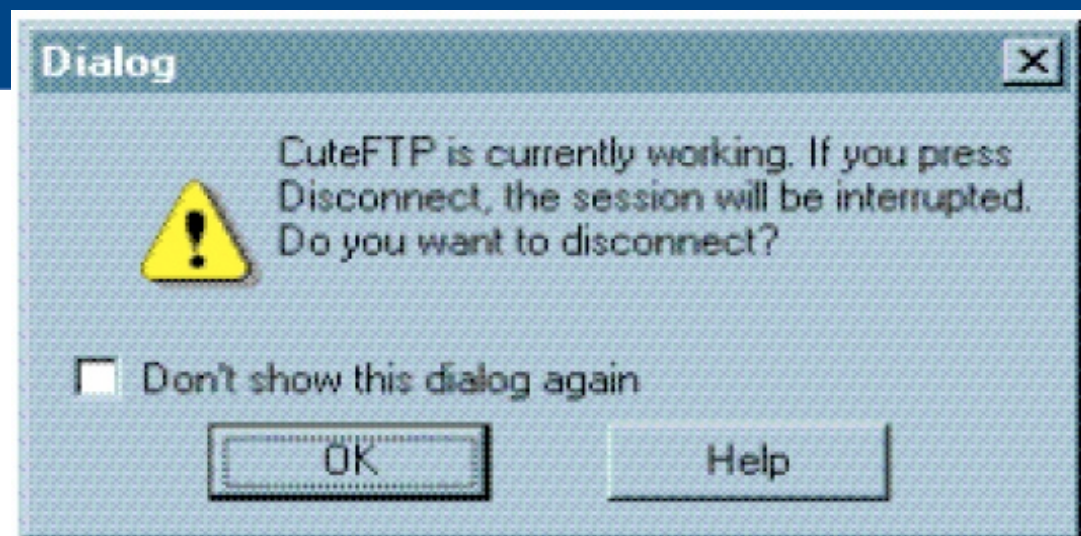 Dialog
CuteFTP is currently working. If you press
Disconnect, the session will be interrupted.
Do you want to disconnect?
Don't show this dialog again
OK
Help